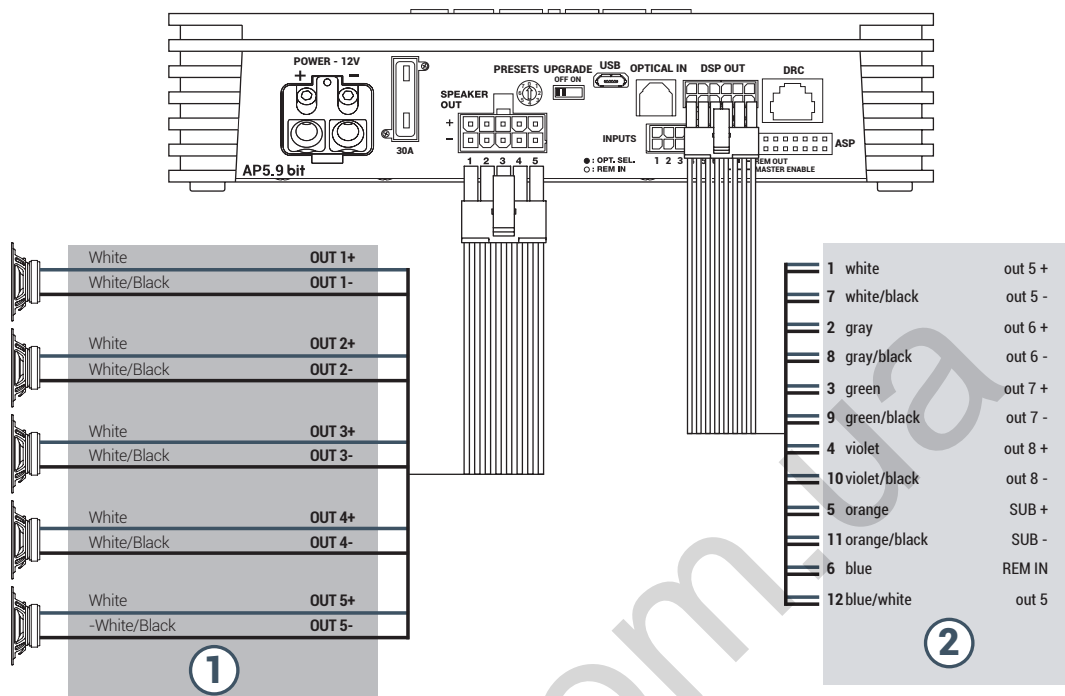 POWER - 12V
+ −
30A
AP5.9 bit
SPEAKER
OUT
+
−
1 2 3 4 5
PRESETS
UPGRADE
OFF ON
USB
OPTICAL IN
DSP OUT
DRC
INPUTS
1 2 3
● : OPT. SEL.
○ : REM IN
ASP
REM OUT
MASTER ENABLE
White OUT 1+
White/Black OUT 1-
White OUT 2+
White/Black OUT 2-
White OUT 3+
White/Black OUT 3-
White OUT 4+
White/Black OUT 4-
White OUT 5+
-White/Black OUT 5-
1
1 white out 5 +
7 white/black out 5 -
2 gray out 6 +
8 gray/black out 6 -
3 green out 7 +
9 green/black out 7 -
4 violet out 8 +
10 violet/black out 8 -
5 orange SUB +
11 orange/black SUB -
6 blue REM IN
12 blue/white out 5
2
om.ua